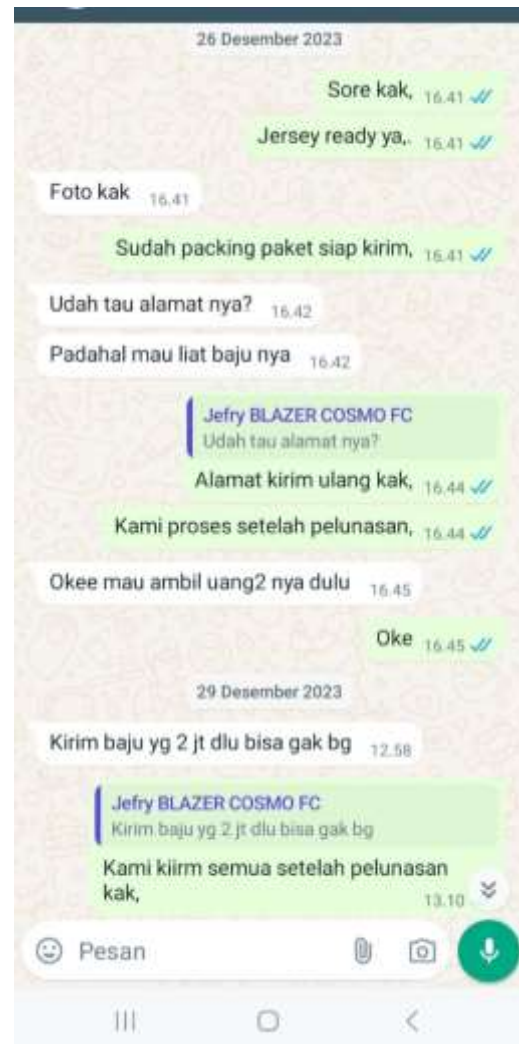 26 Desember 2023
Sore kak, 16.41
Jersey ready ya,. 16.41
Foto kak 16.41
Sudah packing paket siap kirim, 16.41
Udah tau alamat nya? 16.42
Padahal mau liat baju nya 16.42
Jefry BLAZER COSMO FC
Udah tau alamat nya?
Alamat kirim ulang kak, 16.44
Kami proses setelah pelunasan, 16.44
Okee mau ambil uang2 nya dulu 16.45
Oke 16.45
29 Desember 2023
Kirim baju yg 2 jt dlu bisa gak bg 12.58
Jefry BLAZER COSMO FC
Kirim baju yg 2 jt dlu bisa gak bg
Kami kiirm semua setelah pelunasan
kak, 13.10
Pesan